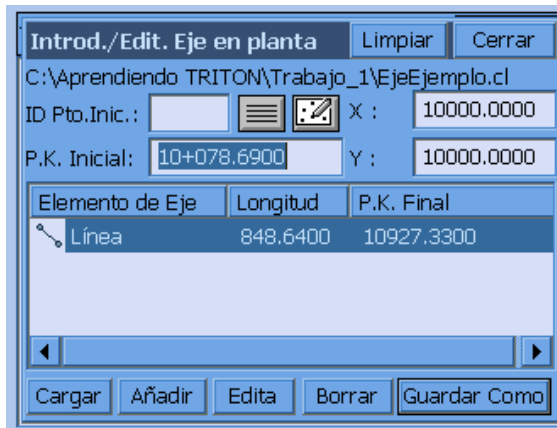 Introd./Edit. Eje en planta Limpiar Cerrar
C:\Aprendiendo TRITON\Trabajo_1\EjeEjemplo.cl
ID Pto.Inic.: X : 10000.0000
P.K. Inicial: 10+078.6900 Y : 10000.0000
Elemento de Eje Longitud P.K. Final
Línea 848.6400 10927.3300
Cargar Añadir Edita Borrar Guardar Como